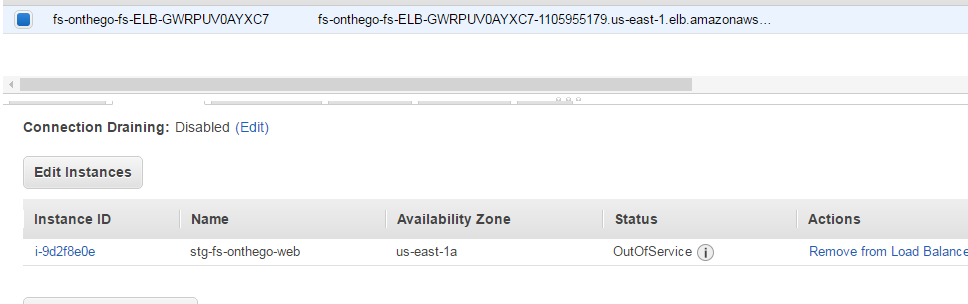 fs-onthego-fs-ELB-GWRPUV0AYXC7 fs-onthego-fs-ELB-GWRPUV0AYXC7-1105955179.us-east-1.elb.amazonaws…
Connection Draining: Disabled (Edit)
Edit Instances
Instance ID Name Availability Zone Status Actions
i-9d2f8e0e stg-fs-onthego-web us-east-1a OutOfService i Remove from Load Balance